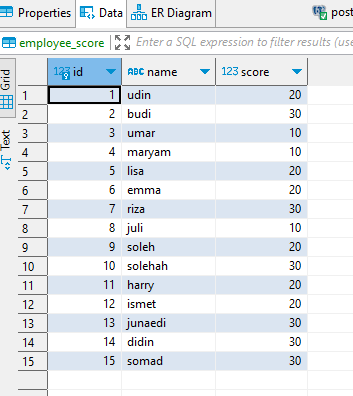 Properties Data ER Diagram post
employee_score Enter a SQL expression to filter results (use
Grid
Text
123 id ABC name 123 score
1 1 udin 20
2 2 budi 30
3 3 umar 10
4 4 maryam 10
5 5 lisa 20
6 6 emma 20
7 7 riza 30
8 8 juli 10
9 9 soleh 20
10 10 solehah 30
11 11 harry 20
12 12 ismet 20
13 13 junaedi 30
14 14 didin 30
15 15 somad 30